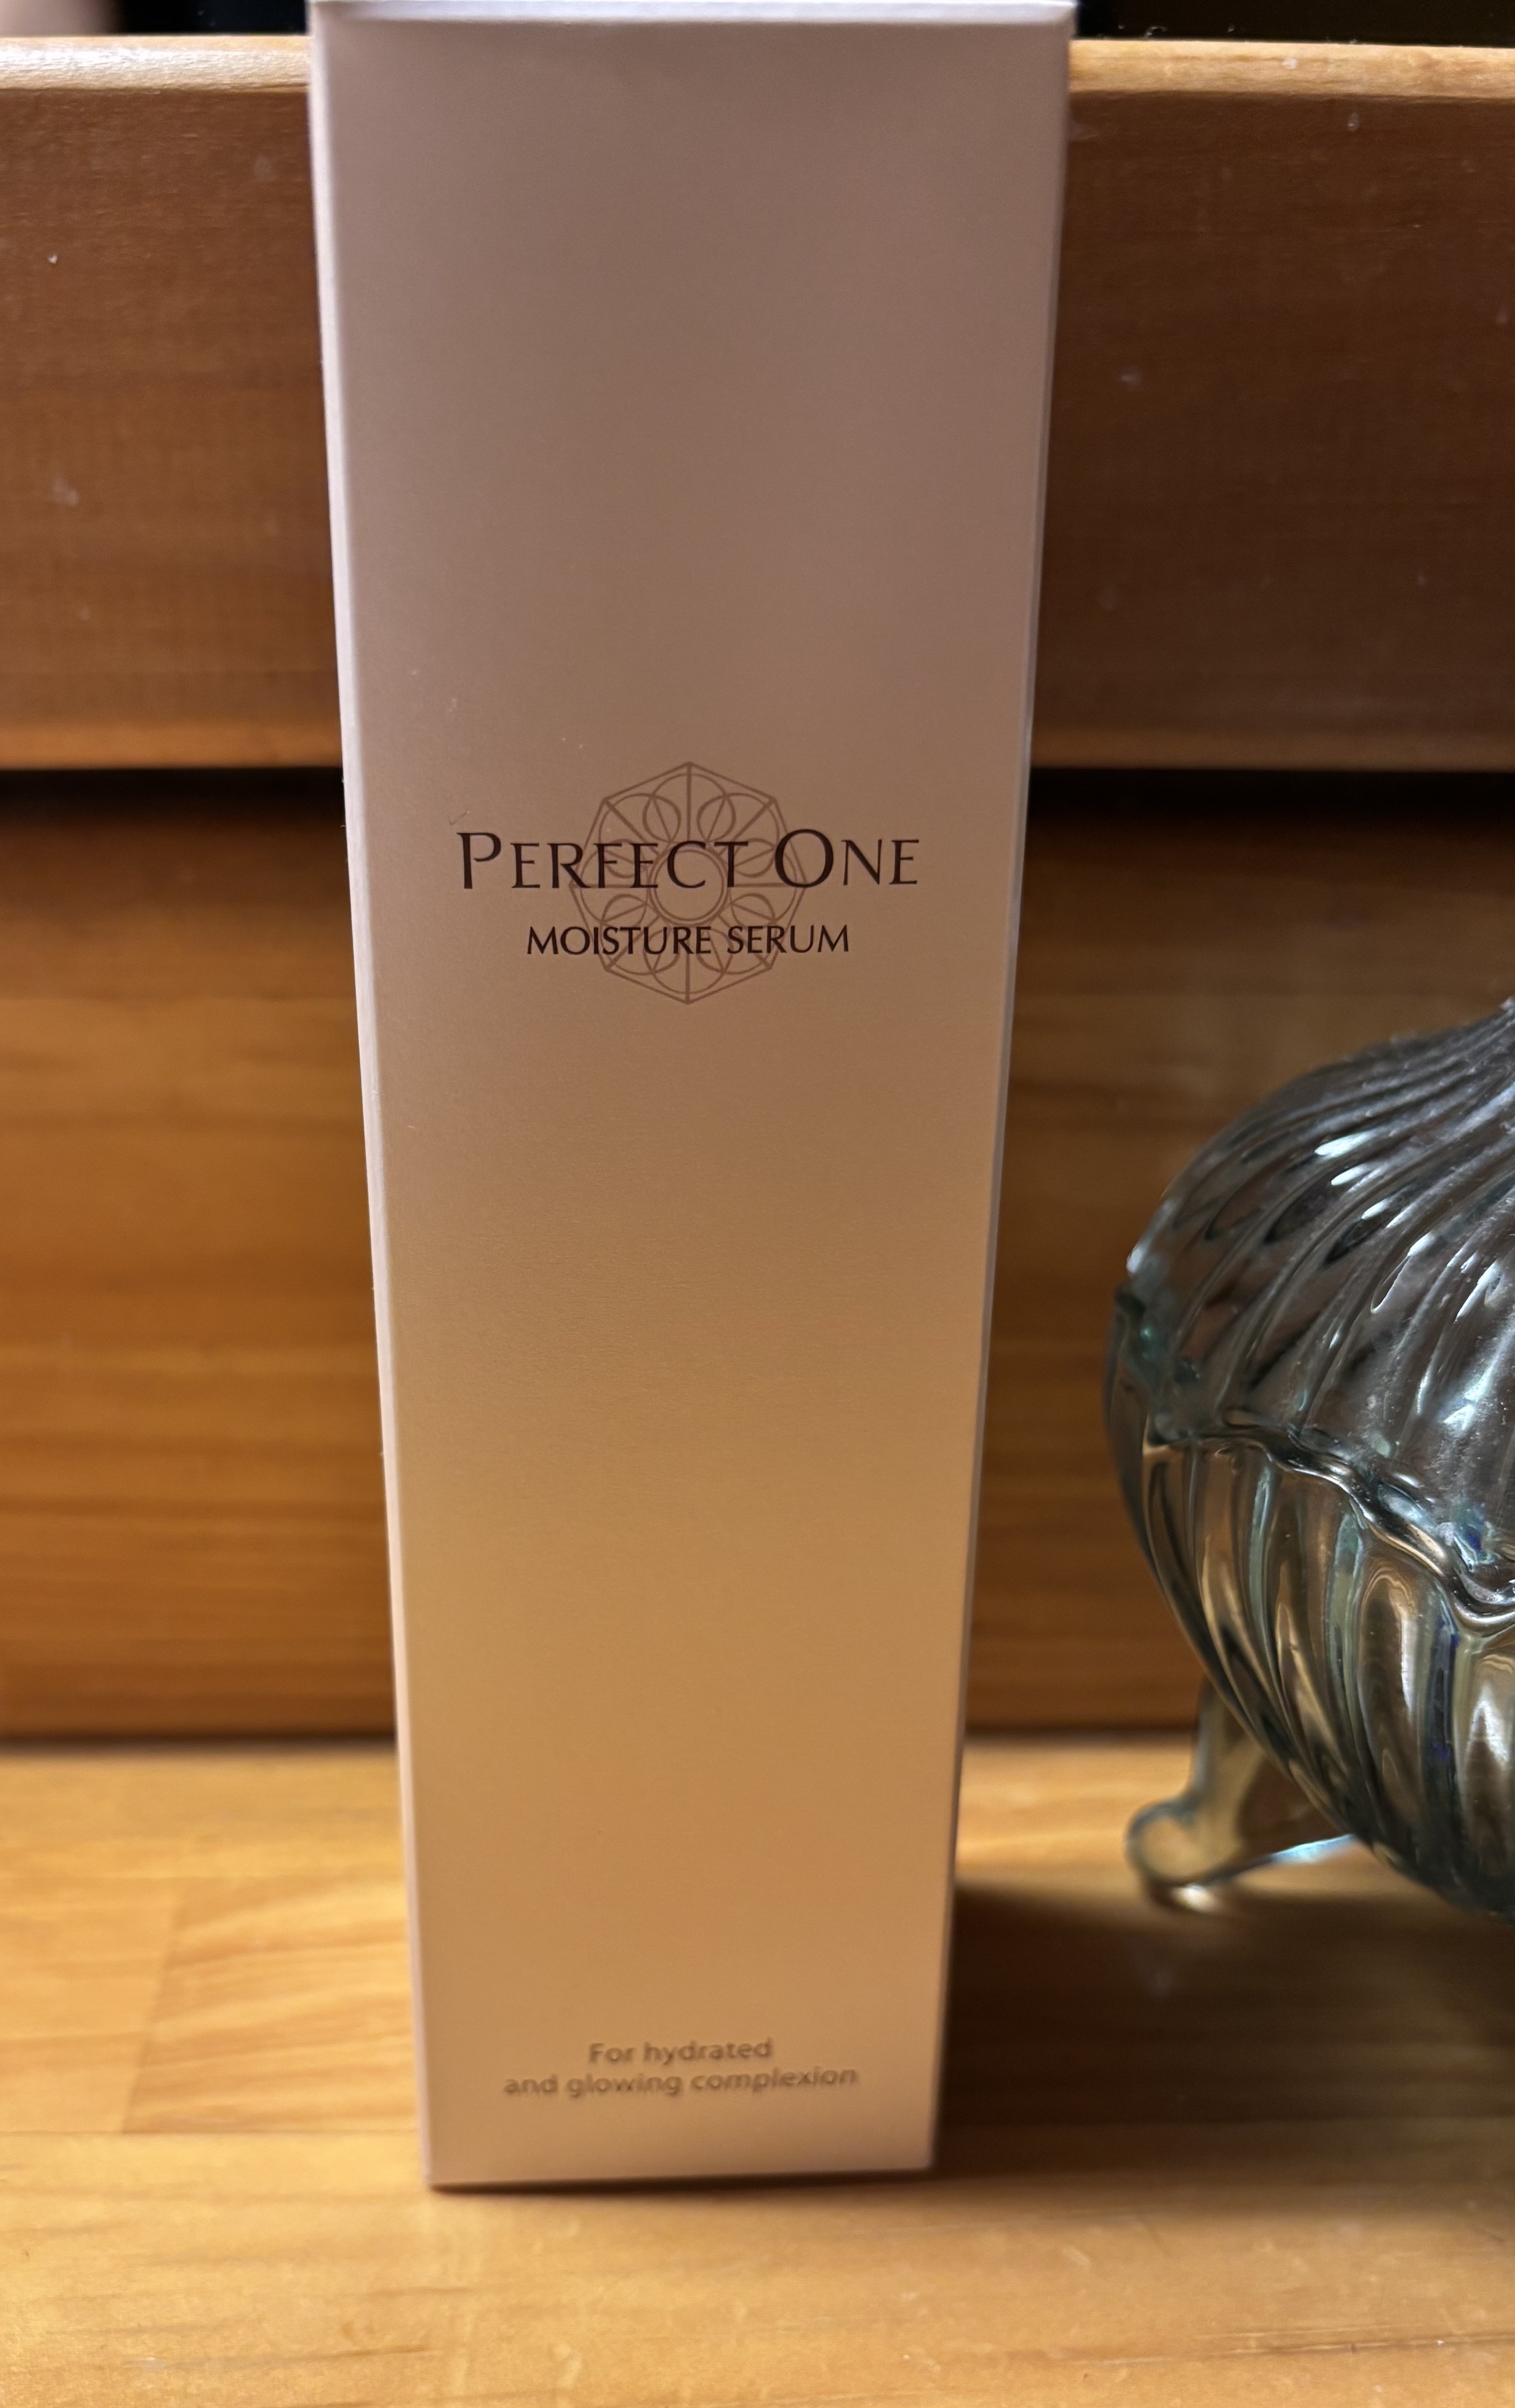 PERFECT ONE
MOISTURE SERUM
For hydrated
and glowing complexion